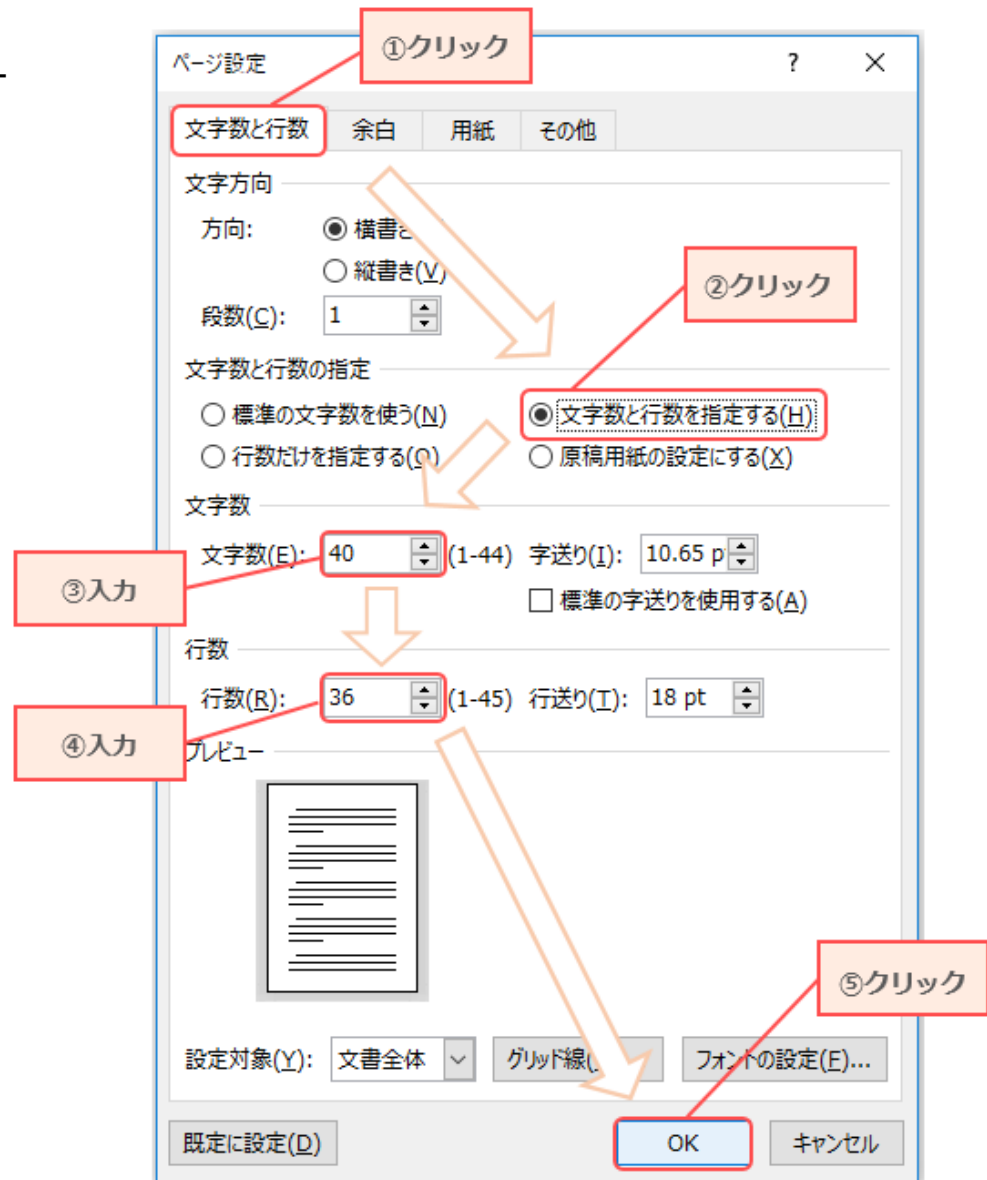 ①クリック
ページ設定 ? ×
文字数と行数 余白 用紙 その他
文字方向
方向: 横書き
縦書き(V)
②クリック
段数(C): 1
文字数と行数の指定
標準の文字数を使う(N) 文字数と行数を指定する(H)
行数だけを指定する(O) 原稿用紙の設定にする(X)
文字数
③入力
文字数(E): 40 (1-44) 字送り(I): 10.65 p
標準の字送りを使用する(A)
行数
行数(R): 36 (1-45) 行送り(T): 18 pt
④入力
プレビュー
⑤クリック
設定対象(Y): 文書全体 グリッド線( フォントの設定(F)...
既定に設定(D) OK キャンセル